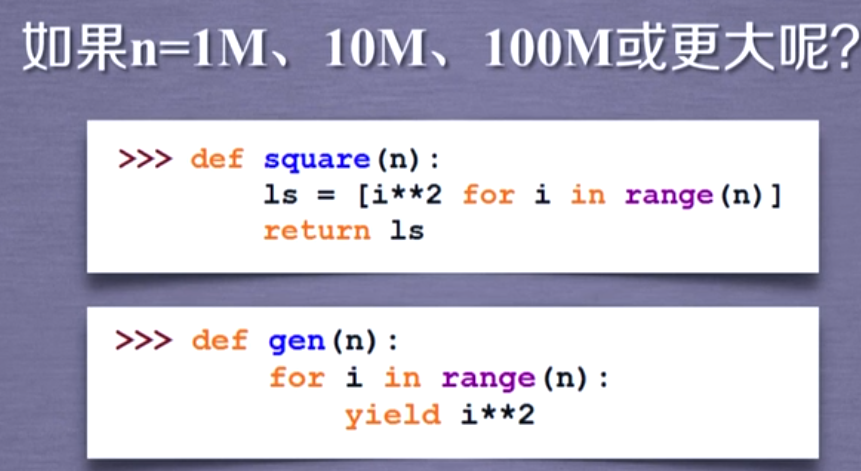 如果n=1M、10M、100M或更大呢?
>>> def square(n):
        ls = [i**2 for i in range(n)]
        return ls
>>> def gen(n):
        for i in range(n):
            yield i**2